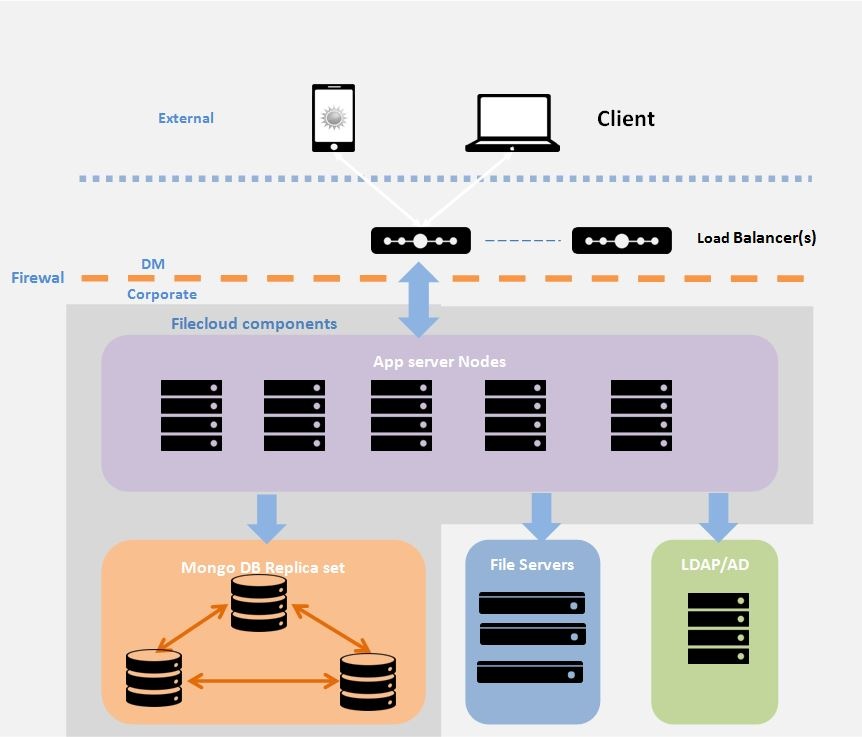 External
Client
Load Balancer(s)
DM
Firewal
Corporate
Filecloud components
App server Nodes
Mongo DB Replica set
File Servers
LDAP/AD